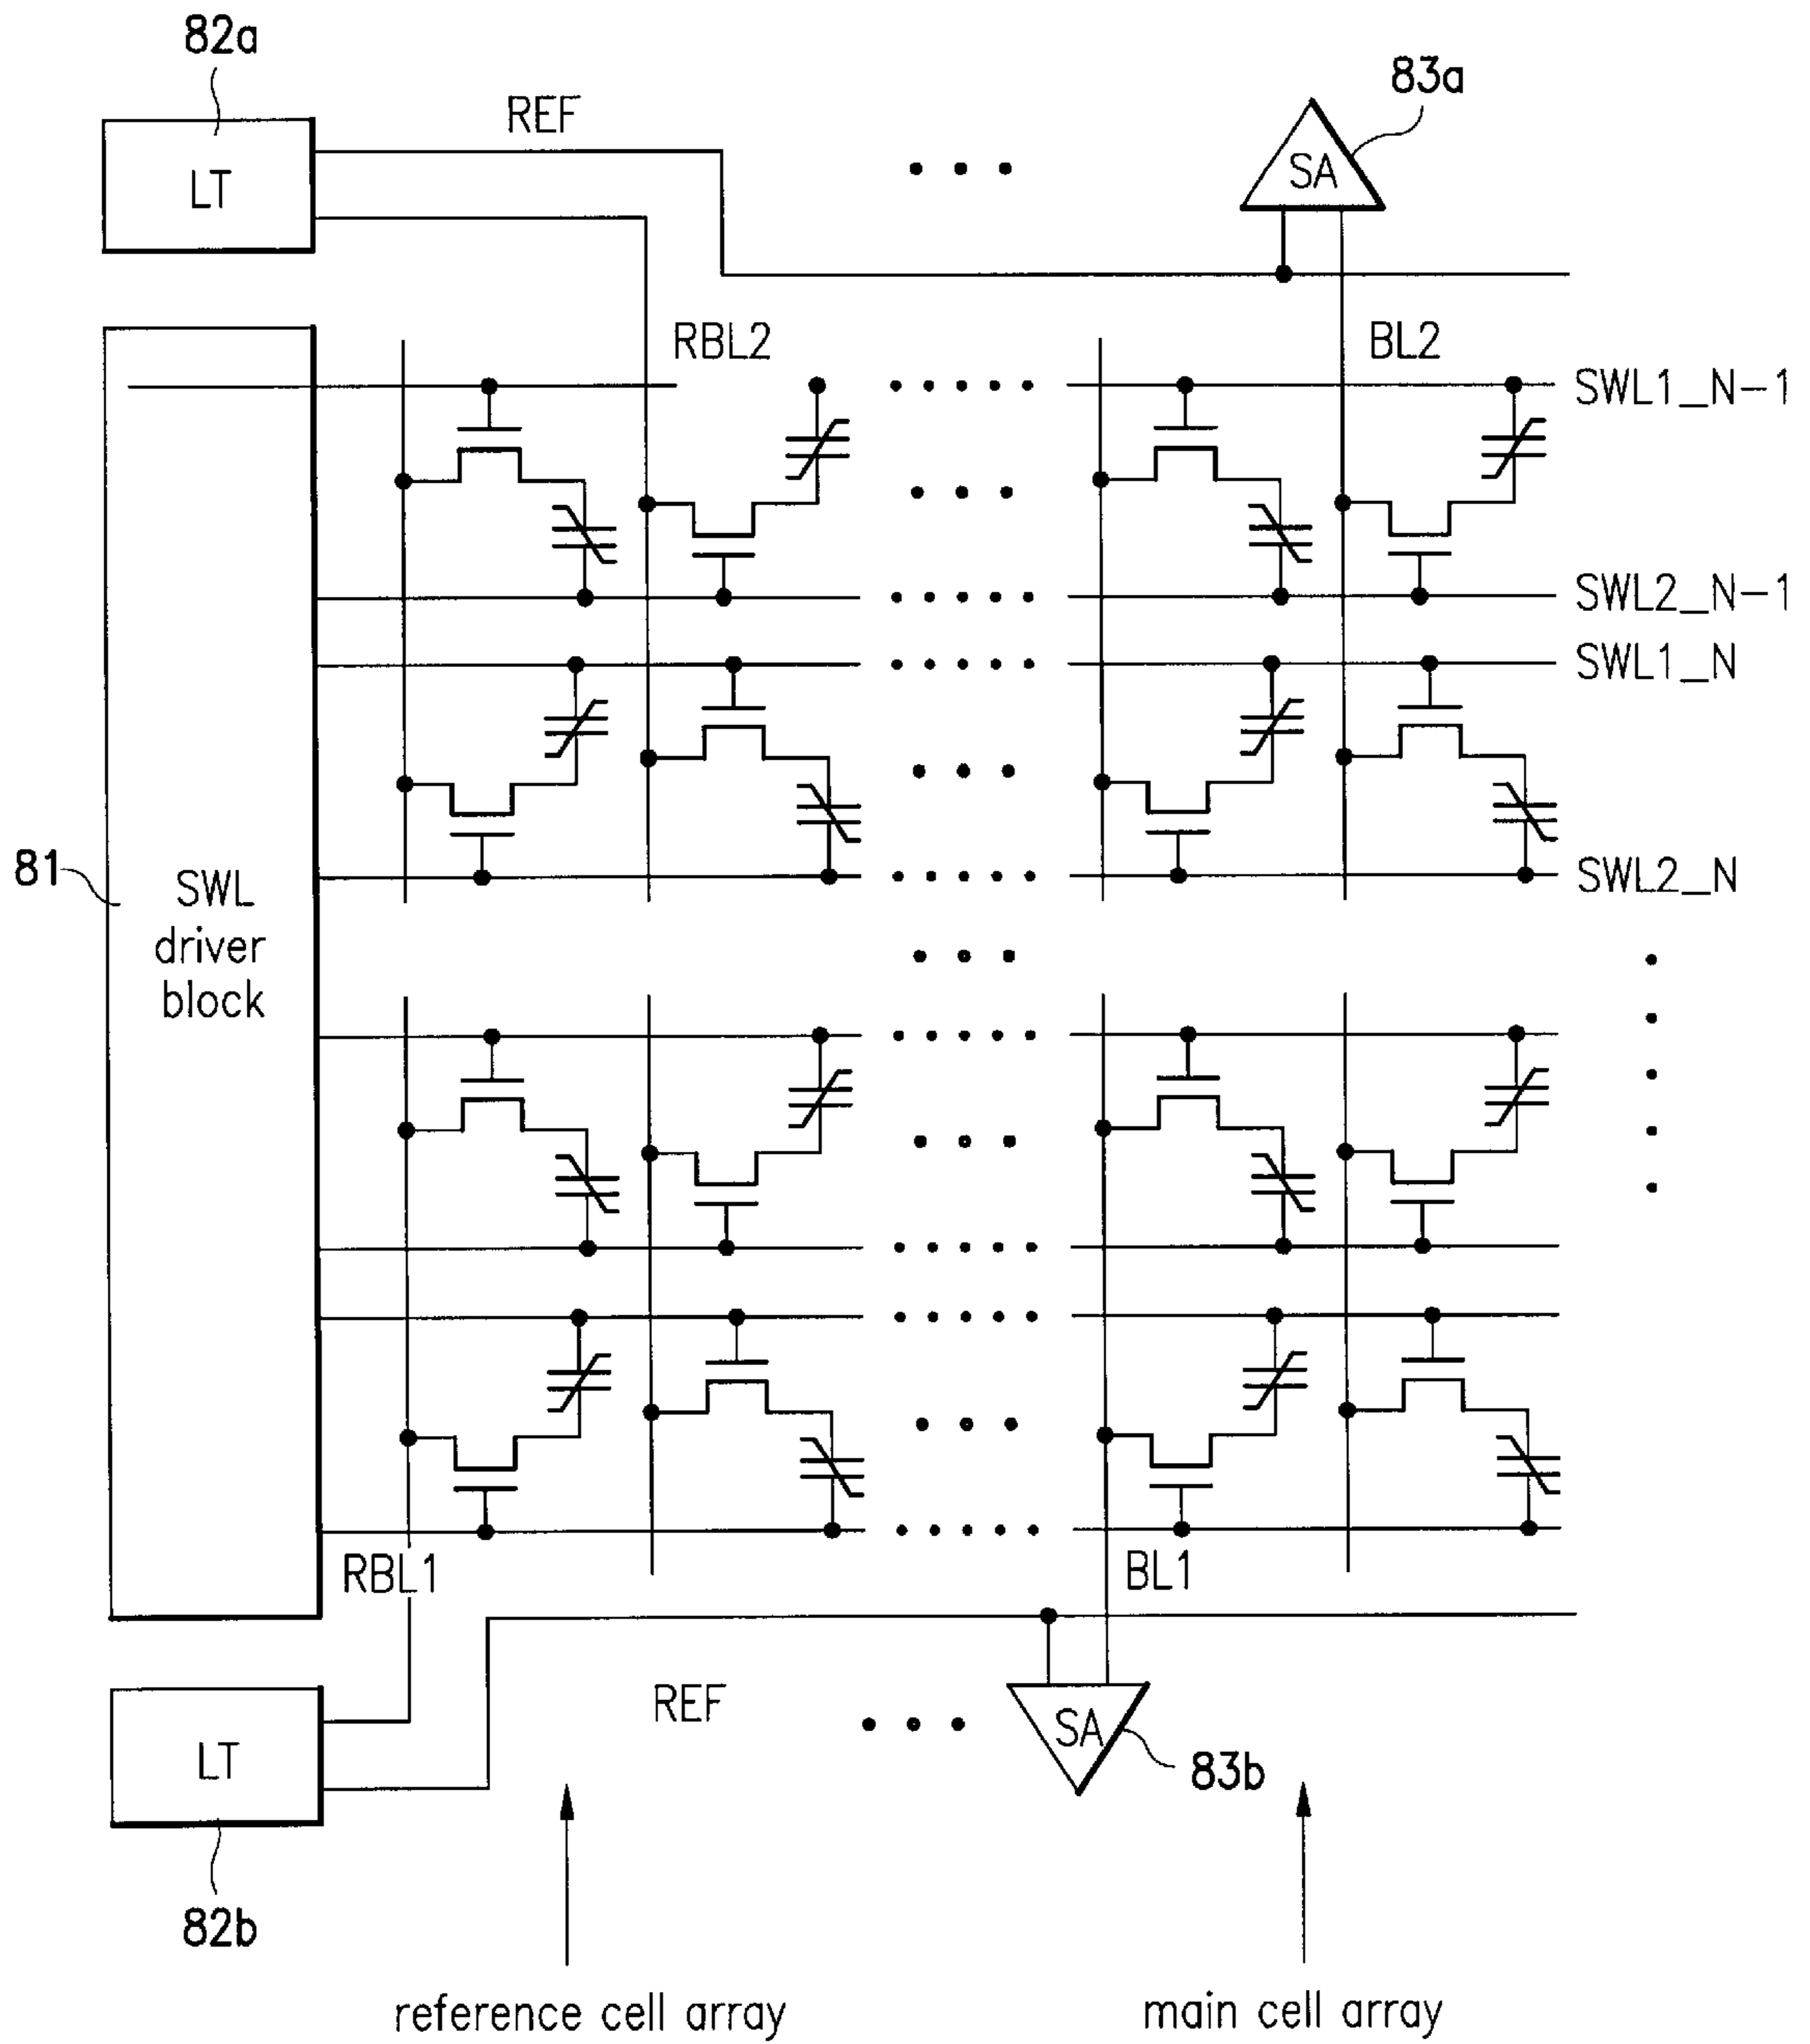 82a
REF
LT
83a
SA
RBL2
BL2
SWL1_N-1
SWL2_N-1
SWL1_N
SWL2_N
81
SWL
driver
block
RBL1
BL1
LT
REF
SA
83b
82b
reference cell array
main cell array